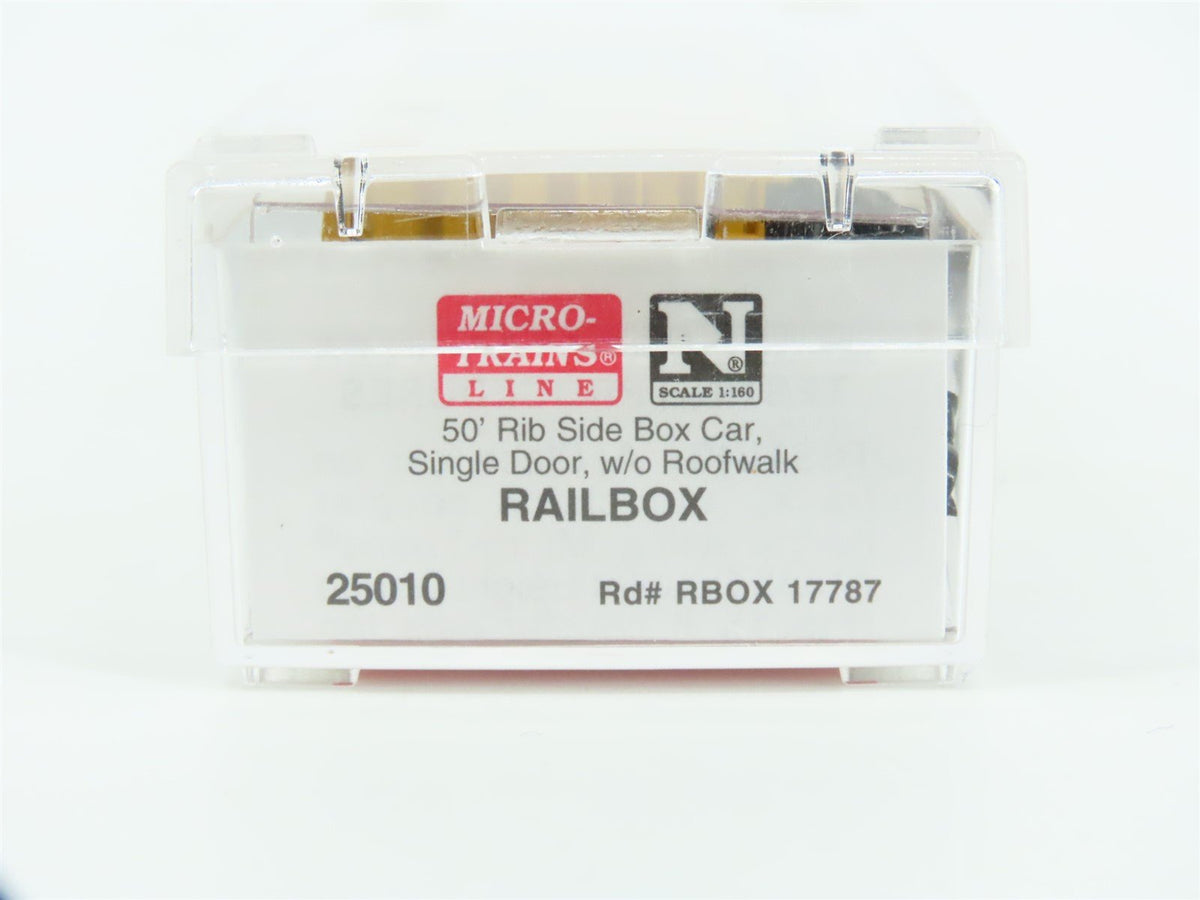 MICRO-
TRAINS®
LINE
N®
SCALE 1:160
50' Rib Side Box Car,
Single Door, w/o Roofwalk
RAILBOX
25010 Rd# RBOX 17787